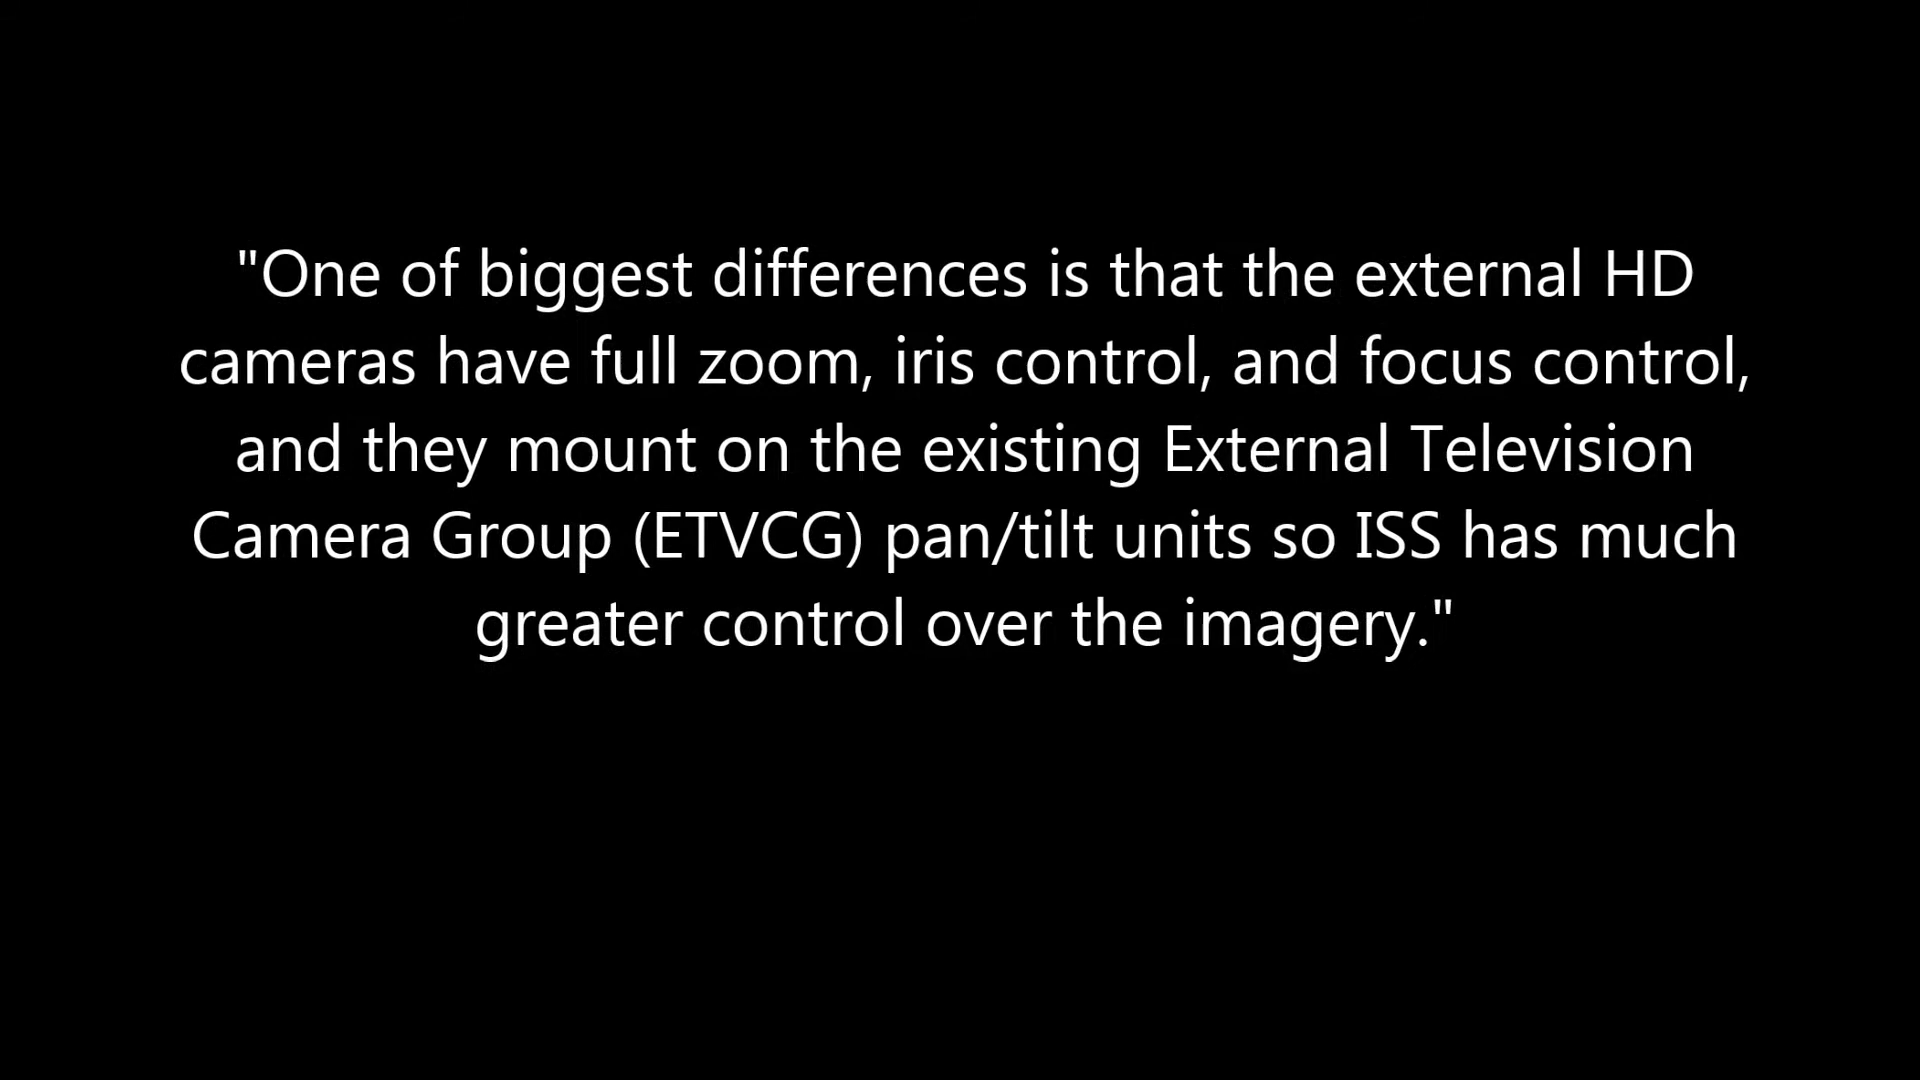 "One of biggest differences is that the external HD
cameras have full zoom, iris control, and focus control,
and they mount on the existing External Television
Camera Group (ETVCG) pan/tilt units so ISS has much
greater control over the imagery."